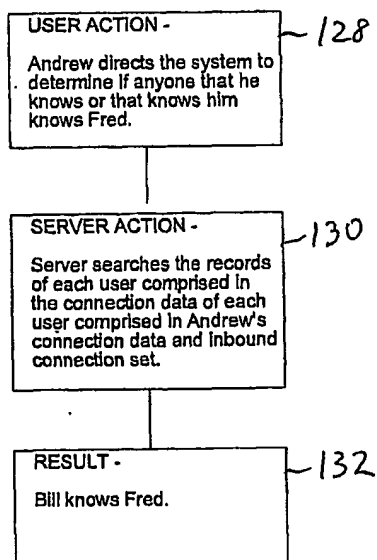 USER ACTION - 128
Andrew directs the system to
determine if anyone that he
knows or that knows him
knows Fred.
SERVER ACTION - 130
Server searches the records
of each user comprised in
the connection data of each
user comprised in Andrew's
connection data and inbound
connection set.
RESULT - 132
Bill knows Fred.